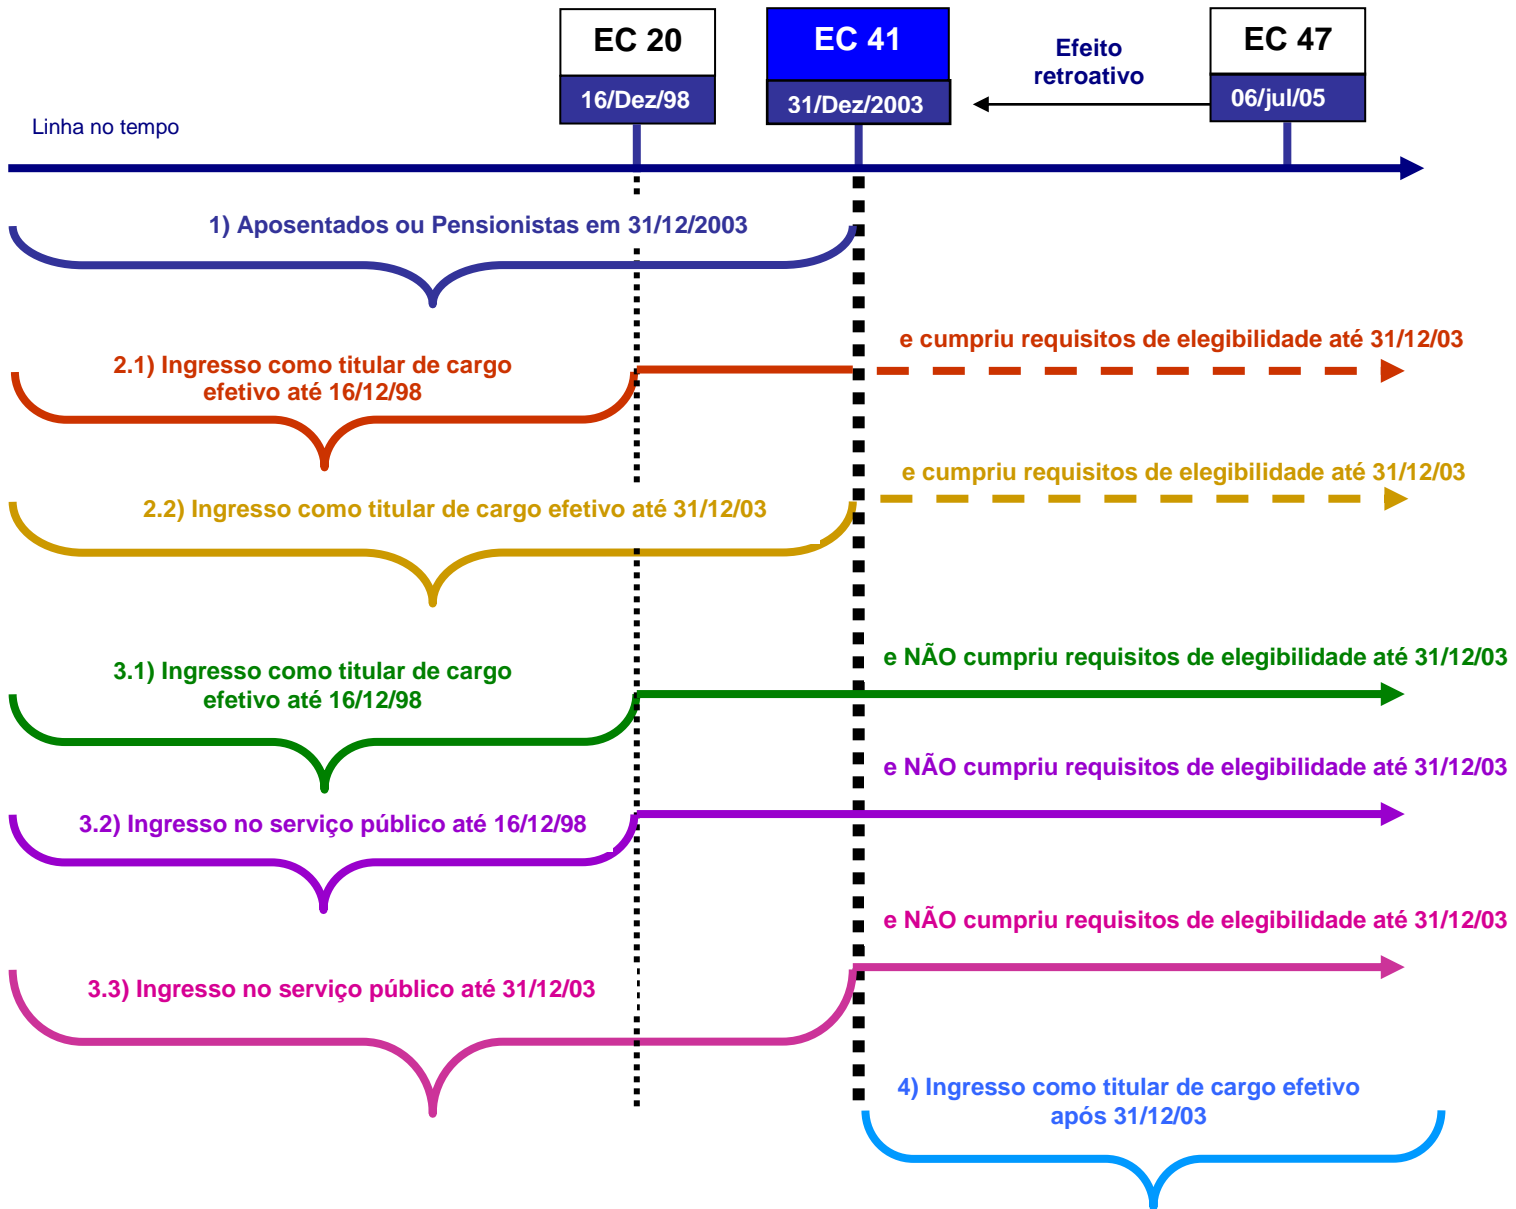 EC 20
16/Dez/98
EC 41
31/Dez/2003
Efeito
retroativo
EC 47
06/jul/05
Linha no tempo
1) Aposentados ou Pensionistas em 31/12/2003
2.1) Ingresso como titular de cargo
efetivo até 16/12/98
e cumpriu requisitos de elegibilidade até 31/12/03
2.2) Ingresso como titular de cargo efetivo até 31/12/03
e cumpriu requisitos de elegibilidade até 31/12/03
3.1) Ingresso como titular de cargo
efetivo até 16/12/98
e NÃO cumpriu requisitos de elegibilidade até 31/12/03
3.2) Ingresso no serviço público até 16/12/98
e NÃO cumpriu requisitos de elegibilidade até 31/12/03
3.3) Ingresso no serviço público até 31/12/03
e NÃO cumpriu requisitos de elegibilidade até 31/12/03
4) Ingresso como titular de cargo efetivo
após 31/12/03